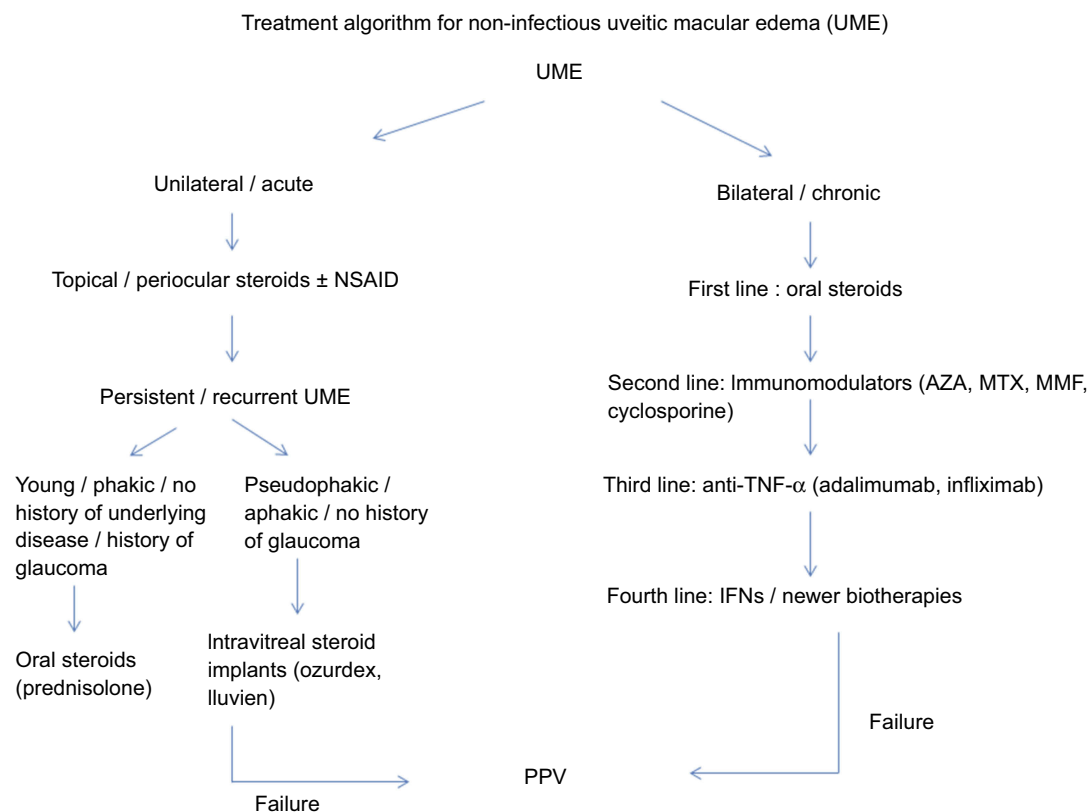 Treatment algorithm for non-infectious uveitic macular edema (UME)
UME
Unilateral / acute
Topical / periocular steroids ± NSAID
Persistent / recurrent UME
Young / phakic / no
history of underlying
disease / history of
glaucoma
Oral steroids
(prednisolone)
Pseudophakic /
aphakic / no history
of glaucoma
Intravitreal steroid
implants (ozurdex,
lluvien)
Failure
Bilateral / chronic
First line : oral steroids
Second line: Immunomodulators (AZA, MTX, MMF,
cyclosporine)
Third line: anti-TNF-α (adalimumab, infliximab)
Fourth line: IFNs / newer biotherapies
Failure
PPV